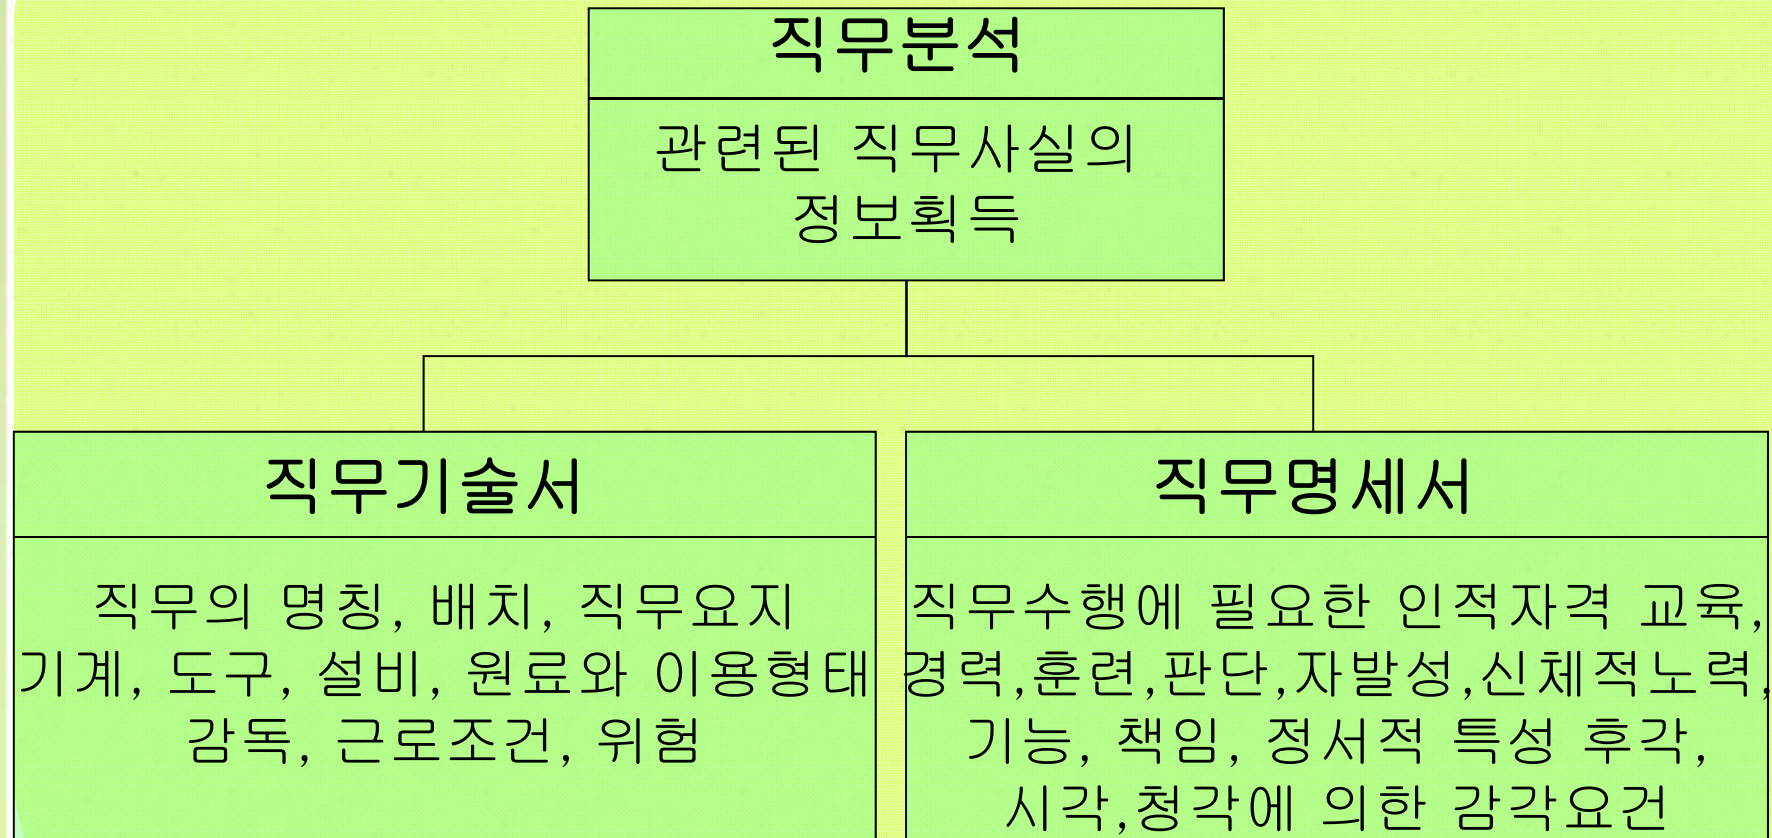 직무분석
관련된 직무사실의
정보획득
직무기술서
직무의 명칭, 배치, 직무요지
기계, 도구, 설비, 원료와 이용형태
감독, 근로조건, 위험
직무명세서
직무수행에 필요한 인적자격 교육,
경력,훈련,판단,자발성,신체적노력,
기능, 책임, 정서적 특성 후각,
시각,청각에 의한 감각요건